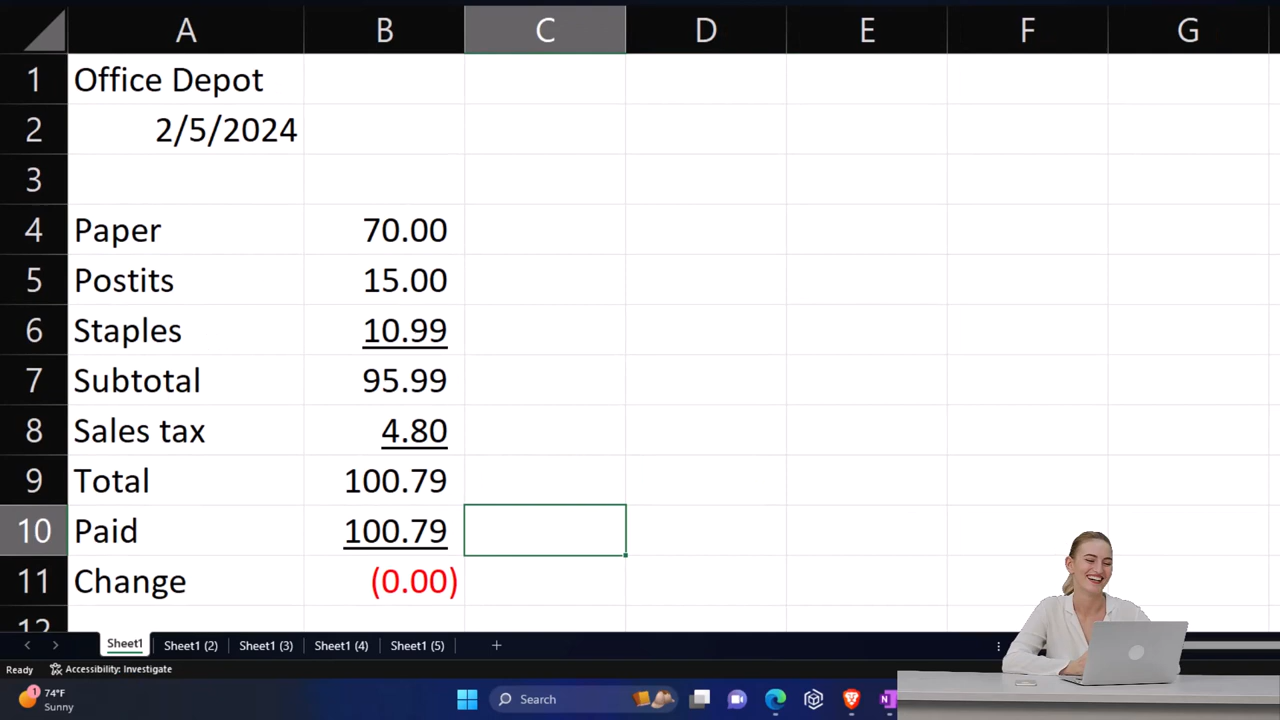 A B C D E F G
1 Office Depot
2 2/5/2024
3
4 Paper 70.00
5 Postits 15.00
6 Staples 10.99
7 Subtotal 95.99
8 Sales tax 4.80
9 Total 100.79
10 Paid 100.79
11 Change (0.00)
12
Sheet1 Sheet1 (2) Sheet1 (3) Sheet1 (4) Sheet1 (5)
Ready Accessibility: Investigate
1 74°F Search
Sunny